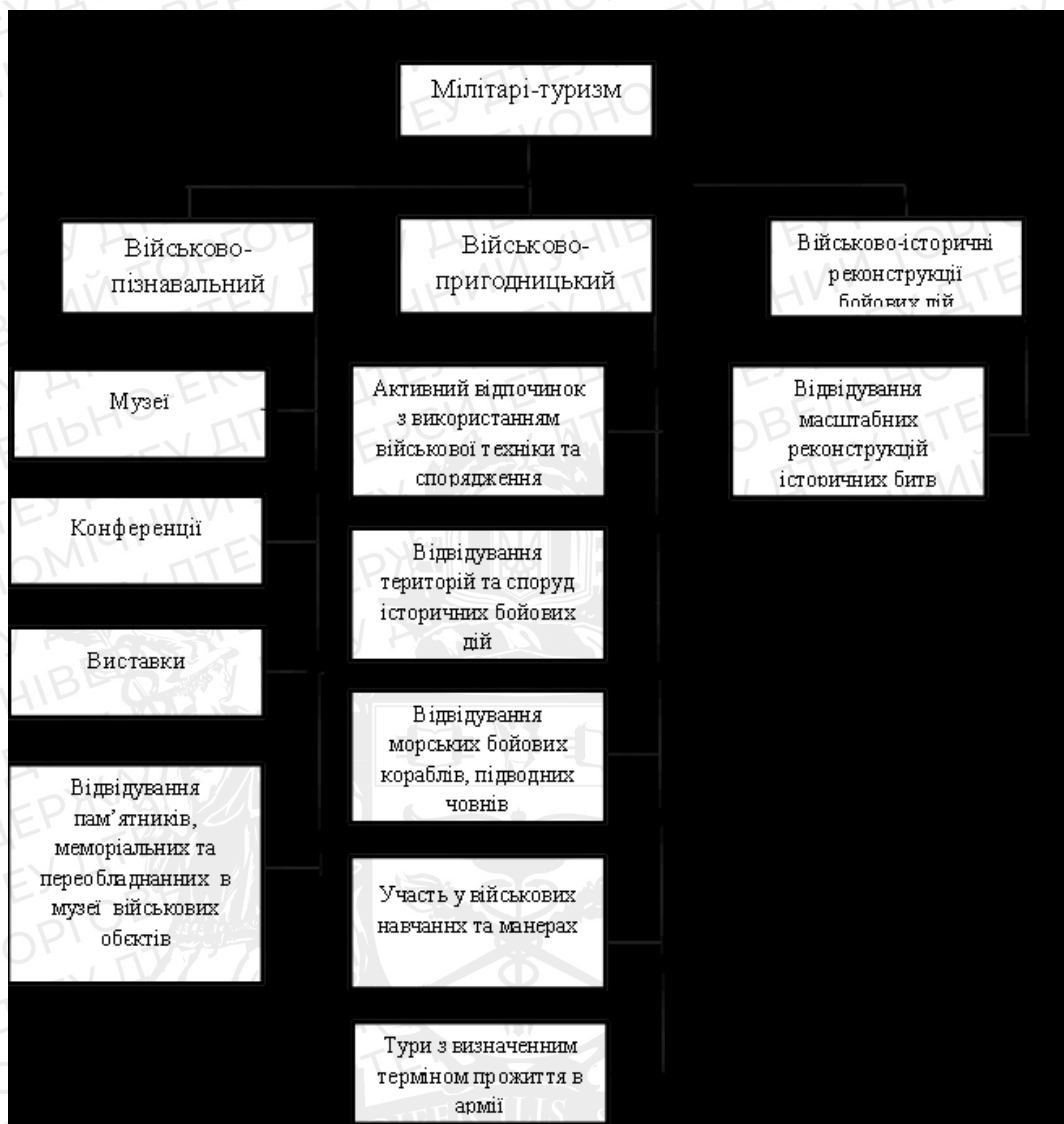 Мілітарі-туризм
Військово-
пізнавальний
Військово-
пригодницький
Військово-історичні
реконструкції
бойових дій
Музеї
Конференції
Виставки
Відвідування
пам’ятників,
меморіальних та
переобладнанних в
музеї військових
обєктів
Активний відпочинок
з використанням
військової техніки та
спорядження
Відвідування
територій та споруд
історичних бойових
дій
Відвідування
морських бойових
кораблів, підводних
човнів
Участь у військових
навчаннх та манерах
Тури з визначенним
терміном прожиття в
армії
Відвідування
масштабних
реконструкцій
історичних битв